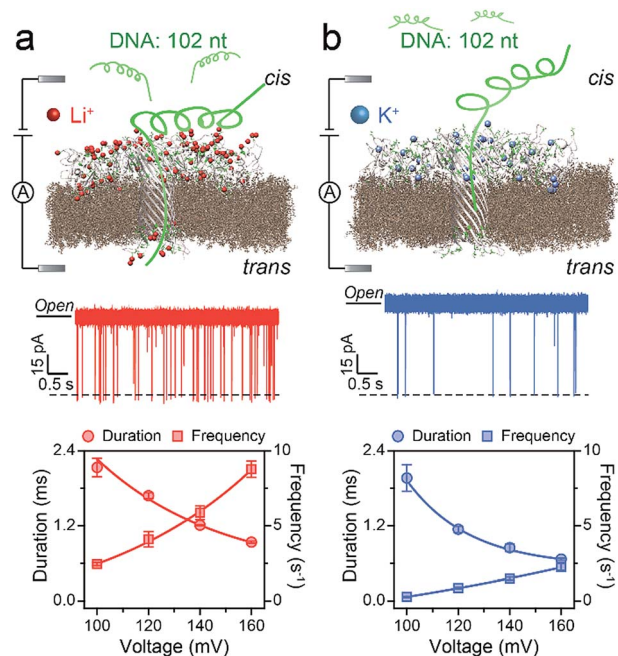 a
DNA: 102 nt
cis
Li⁺
A
trans
Open
15 pA
0.5 s
Duration Frequency
2.4
1.2
0.0
Duration (ms)
10
5
0
Frequency (s⁻¹)
100 120 140 160
Voltage (mV)
b
DNA: 102 nt
cis
K⁺
A
trans
Open
15 pA
0.5 s
Duration Frequency
2.4
1.2
0.0
Duration (ms)
10
5
0
Frequency (s⁻¹)
100 120 140 160
Voltage (mV)